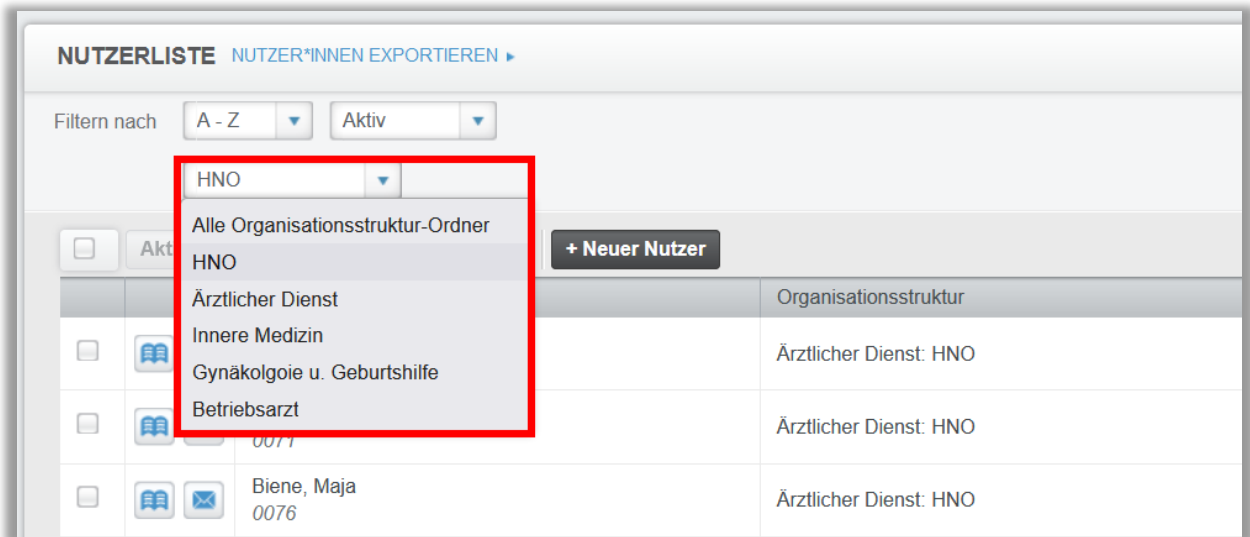 NUTZERLISTE NUTZER*INNEN EXPORTIEREN
Filtern nach A - Z Aktiv
HNO
Alle Organisationsstruktur-Ordner
HNO
Ärztlicher Dienst
Innere Medizin
Gynäkolgoie u. Geburtshilfe
Betriebsarzt
Akt + Neuer Nutzer
Organisationsstruktur
Ärztlicher Dienst: HNO
0071 Ärztlicher Dienst: HNO
Biene, Maja
0076 Ärztlicher Dienst: HNO